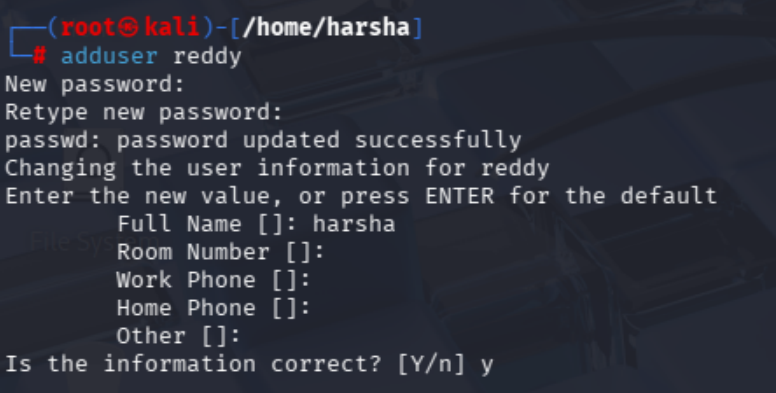 ┌──(root㉿kali)-[/home/harsha]
└─# adduser reddy
New password:
Retype new password:
passwd: password updated successfully
Changing the user information for reddy
Enter the new value, or press ENTER for the default
        Full Name []: harsha
        Room Number []:
        Work Phone []:
        Home Phone []:
        Other []:
Is the information correct? [Y/n] y
File System